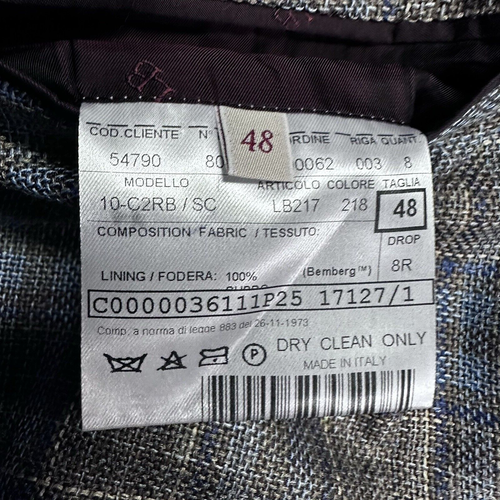 COD.CLIENTE N° RDINE RIGA QUANT.
54790 80 0062 003 8
48
MODELLO ARTICOLO COLORE TAGLIA
10-C2RB / SC LB217 218 48
COMPOSITION FABRIC / TESSUTO:
DROP
8R
LINING / FODERA: 100% (Bemberg™)
C0000036111P25 17127/1
Comp. a norma di legge 883 del 26-11-1973
P DRY CLEAN ONLY
MADE IN ITALY